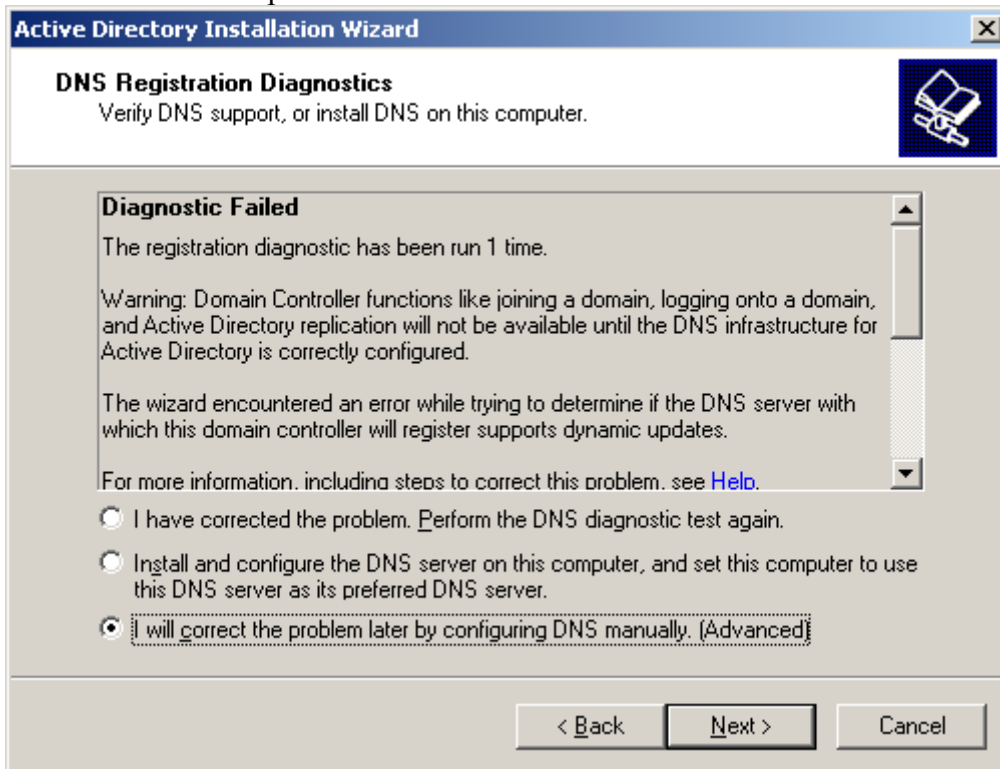 Active Directory Installation Wizard
DNS Registration Diagnostics
Verify DNS support, or install DNS on this computer.
Diagnostic Failed
The registration diagnostic has been run 1 time.
Warning: Domain Controller functions like joining a domain, logging onto a domain,
and Active Directory replication will not be available until the DNS infrastructure for
Active Directory is correctly configured.
The wizard encountered an error while trying to determine if the DNS server with
which this domain controller will register supports dynamic updates.
For more information, including steps to correct this problem, see Help.
I have corrected the problem. Perform the DNS diagnostic test again.
Install and configure the DNS server on this computer, and set this computer to use
this DNS server as its preferred DNS server.
I will correct the problem later by configuring DNS manually. (Advanced)
< Back Next > Cancel